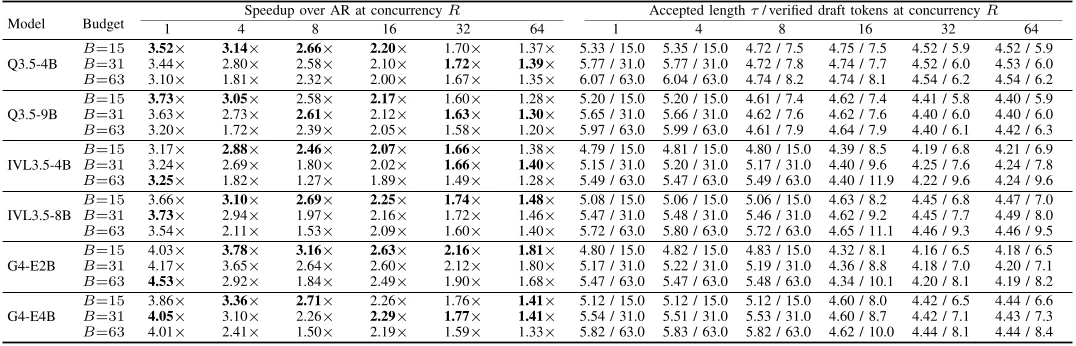 Model Budget Speedup over AR at concurrency R Accepted length τ / verified draft tokens at concurrency R
1 4 8 16 32 64 1 4 8 16 32 64
B=15 3.52× 3.14× 2.66× 2.20× 1.70× 1.37× 5.33 / 15.0 5.35 / 15.0 4.72 / 7.5 4.75 / 7.5 4.52 / 5.9 4.52 / 5.9
Q3.5-4B B=31 3.44× 2.80× 2.58× 2.10× 1.72× 1.39× 5.77 / 31.0 5.77 / 31.0 4.72 / 7.8 4.74 / 7.7 4.52 / 6.0 4.53 / 6.0
B=63 3.10× 1.81× 2.32× 2.00× 1.67× 1.35× 6.07 / 63.0 6.04 / 63.0 4.74 / 8.2 4.74 / 8.1 4.54 / 6.2 4.54 / 6.2
B=15 3.73× 3.05× 2.58× 2.17× 1.60× 1.28× 5.20 / 15.0 5.20 / 15.0 4.61 / 7.4 4.62 / 7.4 4.41 / 5.8 4.40 / 5.9
Q3.5-9B B=31 3.63× 2.73× 2.61× 2.12× 1.63× 1.30× 5.65 / 31.0 5.66 / 31.0 4.62 / 7.6 4.62 / 7.6 4.40 / 6.0 4.40 / 6.0
B=63 3.20× 1.72× 2.39× 2.05× 1.58× 1.20× 5.97 / 63.0 5.99 / 63.0 4.61 / 7.9 4.64 / 7.9 4.40 / 6.1 4.42 / 6.3
B=15 3.17× 2.88× 2.46× 2.07× 1.66× 1.38× 4.79 / 15.0 4.81 / 15.0 4.80 / 15.0 4.39 / 8.5 4.19 / 6.8 4.21 / 6.9
IVL3.5-4B B=31 3.24× 2.69× 1.80× 2.02× 1.66× 1.40× 5.15 / 31.0 5.20 / 31.0 5.17 / 31.0 4.40 / 9.6 4.25 / 7.6 4.24 / 7.8
B=63 3.25× 1.82× 1.27× 1.89× 1.49× 1.28× 5.49 / 63.0 5.47 / 63.0 5.49 / 63.0 4.40 / 11.9 4.22 / 9.6 4.24 / 9.6
B=15 3.66× 3.10× 2.69× 2.25× 1.74× 1.48× 5.08 / 15.0 5.06 / 15.0 5.06 / 15.0 4.63 / 8.2 4.45 / 6.8 4.47 / 7.0
IVL3.5-8B B=31 3.73× 2.94× 1.97× 2.16× 1.72× 1.46× 5.47 / 31.0 5.48 / 31.0 5.46 / 31.0 4.62 / 9.2 4.45 / 7.7 4.49 / 8.0
B=63 3.54× 2.11× 1.53× 2.09× 1.60× 1.40× 5.72 / 63.0 5.80 / 63.0 5.72 / 63.0 4.65 / 11.1 4.46 / 9.3 4.46 / 9.5
B=15 4.03× 3.78× 3.16× 2.63× 2.16× 1.81× 4.80 / 15.0 4.82 / 15.0 4.83 / 15.0 4.32 / 8.1 4.16 / 6.5 4.18 / 6.5
G4-E2B B=31 4.17× 3.65× 2.64× 2.60× 2.12× 1.80× 5.17 / 31.0 5.22 / 31.0 5.19 / 31.0 4.36 / 8.8 4.18 / 7.0 4.20 / 7.1
B=63 4.53× 2.92× 1.84× 2.49× 1.90× 1.68× 5.47 / 63.0 5.47 / 63.0 5.48 / 63.0 4.34 / 10.1 4.20 / 8.1 4.19 / 8.2
B=15 3.86× 3.36× 2.71× 2.26× 1.76× 1.41× 5.12 / 15.0 5.12 / 15.0 5.12 / 15.0 4.60 / 8.0 4.42 / 6.5 4.44 / 6.6
G4-E4B B=31 4.05× 3.10× 2.26× 2.29× 1.77× 1.41× 5.54 / 31.0 5.51 / 31.0 5.53 / 31.0 4.60 / 8.7 4.42 / 7.1 4.43 / 7.3
B=63 4.01× 2.41× 1.50× 2.19× 1.59× 1.33× 5.82 / 63.0 5.83 / 63.0 5.82 / 63.0 4.62 / 10.0 4.44 / 8.1 4.44 / 8.4